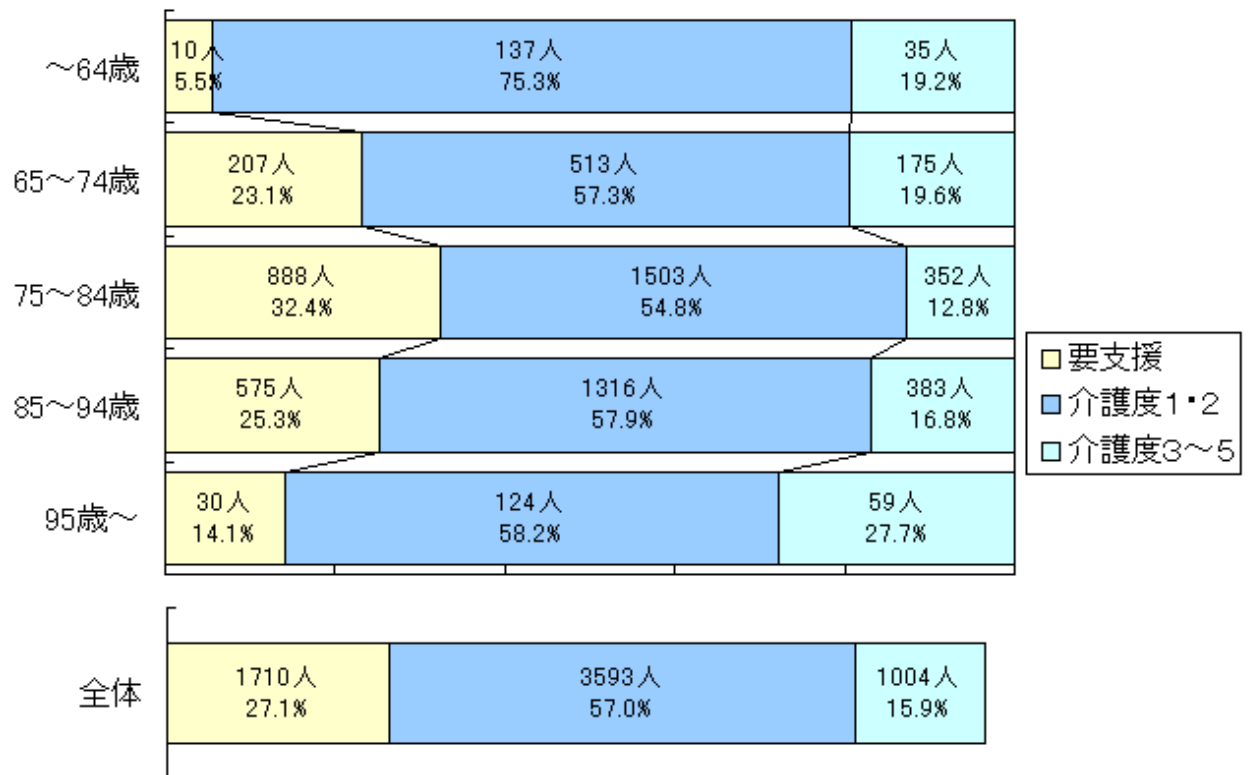 ～64歳
10人
5.5%
137人
75.3%
35人
19.2%
65～74歳
207人
23.1%
513人
57.3%
175人
19.6%
75～84歳
888人
32.4%
1503人
54.8%
352人
12.8%
85～94歳
575人
25.3%
1316人
57.9%
383人
16.8%
95歳～
30人
14.1%
124人
58.2%
59人
27.7%
要支援
介護度1・2
介護度3～5
全体
1710人
27.1%
3593人
57.0%
1004人
15.9%